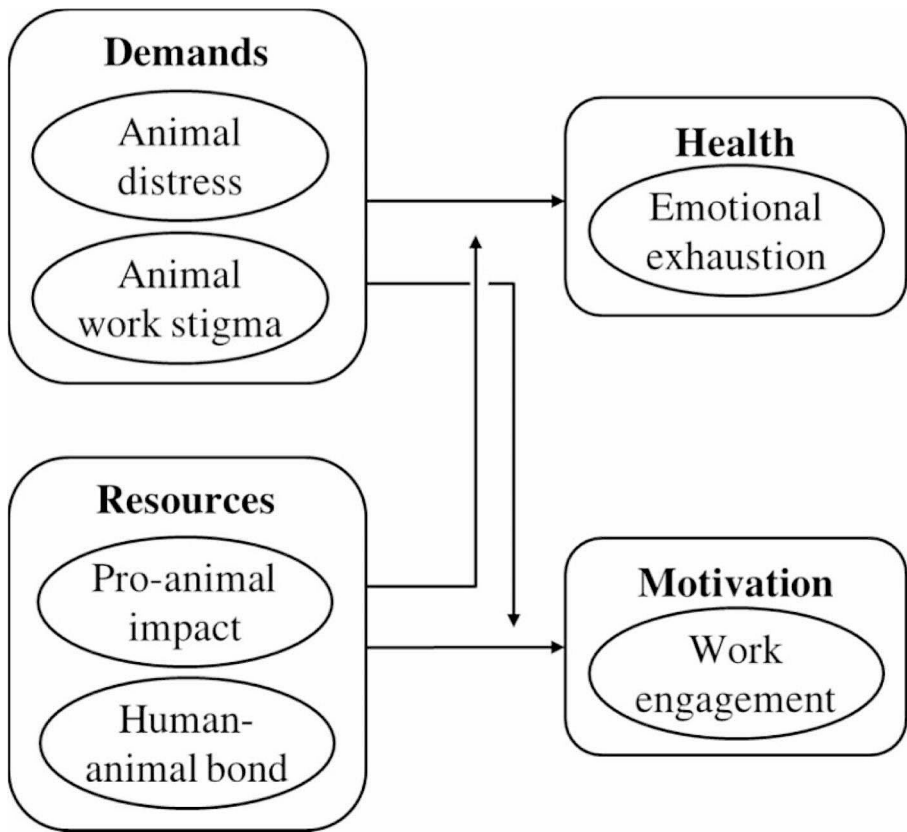 Demands
Animal
distress
Animal
work stigma
Health
Emotional
exhaustion
Resources
Pro-animal
impact
Human-
animal bond
Motivation
Work
engagement